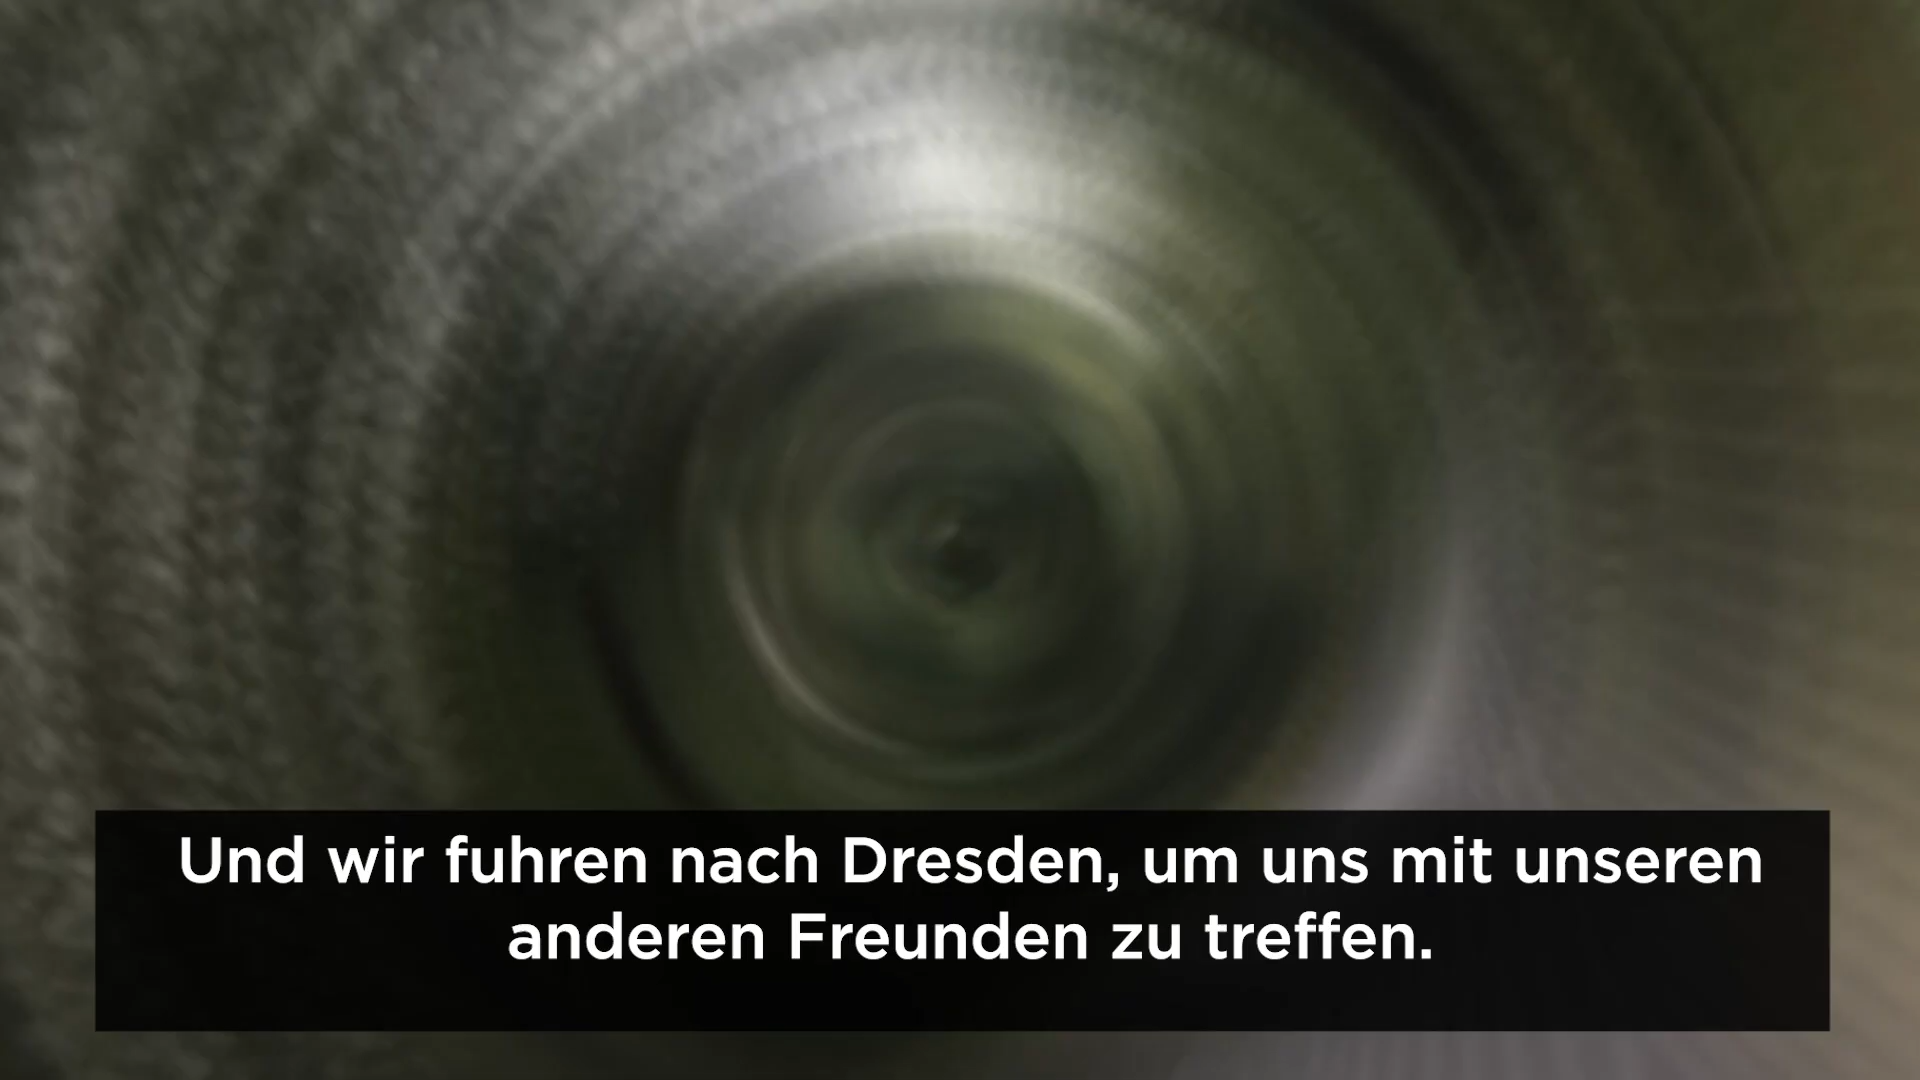 Und wir fuhren nach Dresden, um uns mit unseren
anderen Freunden zu treffen.